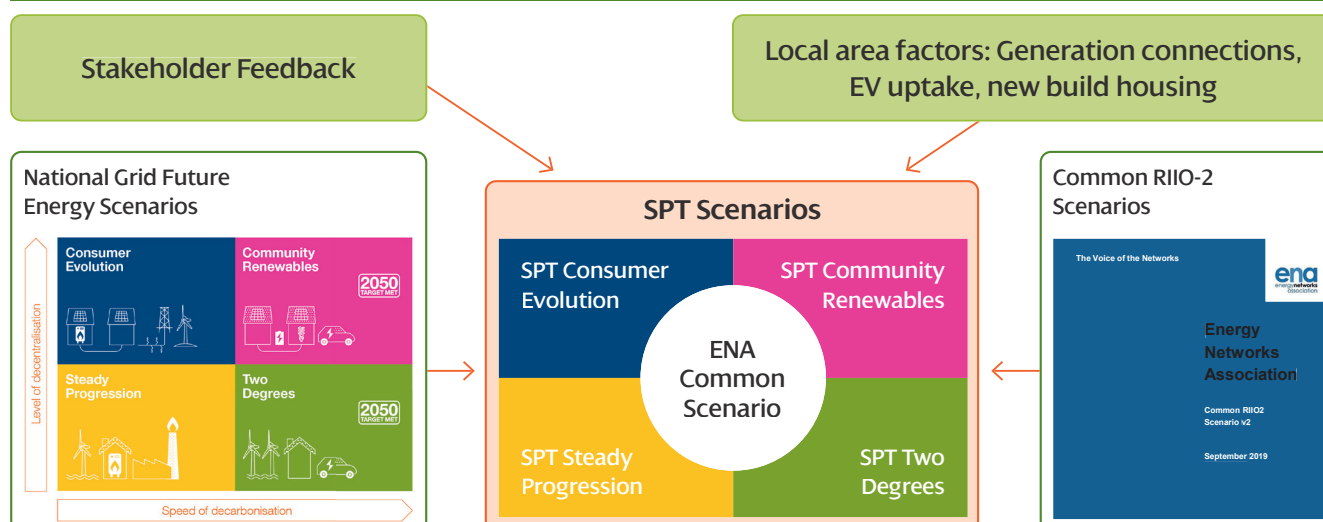 Stakeholder Feedback
Local area factors: Generation connections,
EV uptake, new build housing
National Grid Future
Energy Scenarios
Level of decentralisation
Consumer
Evolution
Community
Renewables
2050
TARGET MET
Steady
Progression
Two
Degrees
2050
TARGET MET
Speed of decarbonisation
SPT Scenarios
SPT Consumer
Evolution
SPT Community
Renewables
ENA
Common
Scenario
SPT Steady
Progression
SPT Two
Degrees
Common RIIO-2
Scenarios
The Voice of the Networks
ena
energynetworks
association
Energy
Networks
Association
Common RIIO2
Scenario v2
September 2019